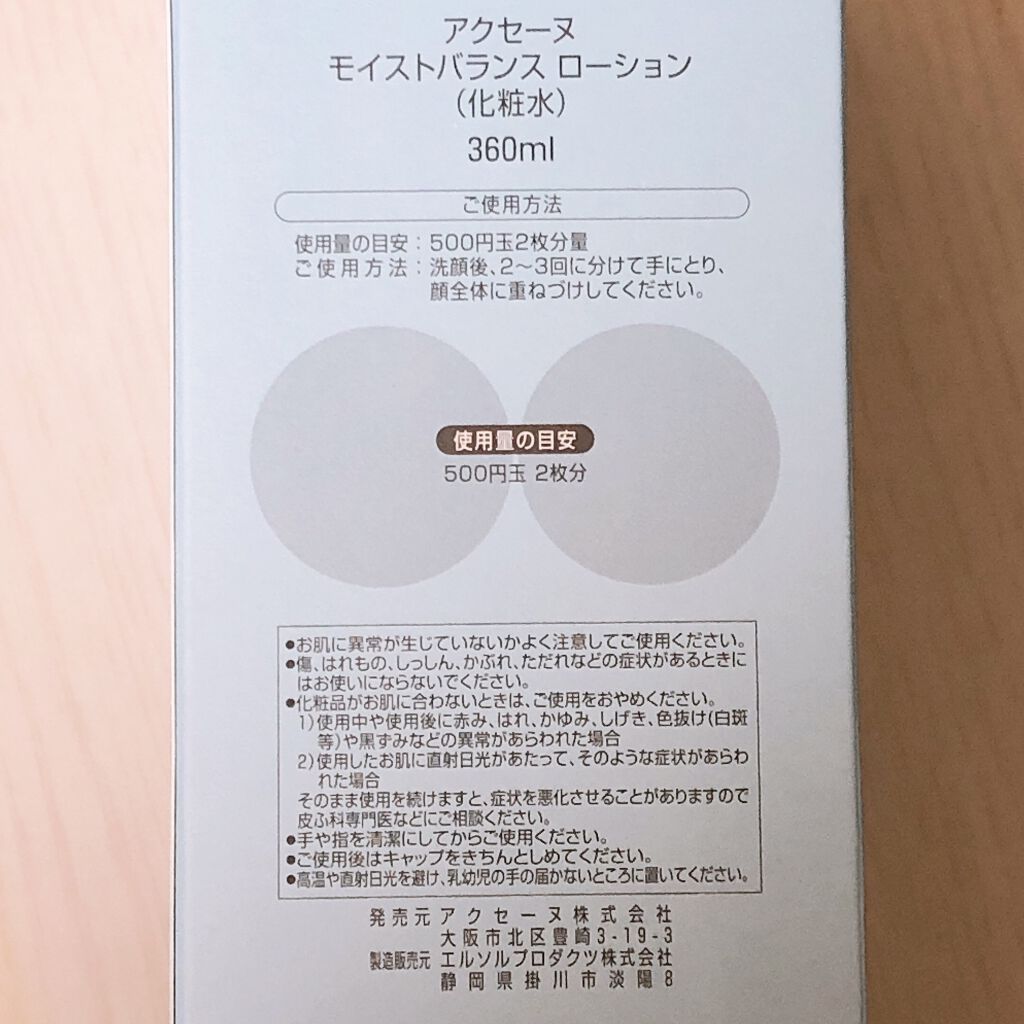 アクセーヌ
モイストバランス ローション
（化粧水）
360ml
ご使用方法
使用量の目安：500円玉2枚分量
ご使用方法：洗顔後、2～3回に分けて手にとり、
顔全体に重ねづけしてください。
使用量の目安
500円玉 2枚分
●お肌に異常が生じていないかよく注意してご使用ください。
●傷、はれもの、しっしん、かぶれ、ただれなどの症状があるときに
はお使いにならないでください。
●化粧品がお肌に合わないときは、ご使用をおやめください。
1)使用中や使用後に赤み、はれ、かゆみ、しげき、色抜け(白斑
等)や黒ずみなどの異常があらわれた場合
2)使用したお肌に直射日光があたって、そのような症状があらわ
れた場合
そのまま使用を続けますと、症状を悪化させることがありますので
皮ふ科専門医などにご相談ください。
●手や指を清潔にしてからご使用ください。
●ご使用後はキャップをきちんとしめてください。
●高温や直射日光を避け、乳幼児の手の届かないところに置いてください。
発売元 アクセーヌ株式会社
大阪市北区豊崎3-19-3
製造販売元 エルソルプロダクツ株式会社
静岡県掛川市淡陽8